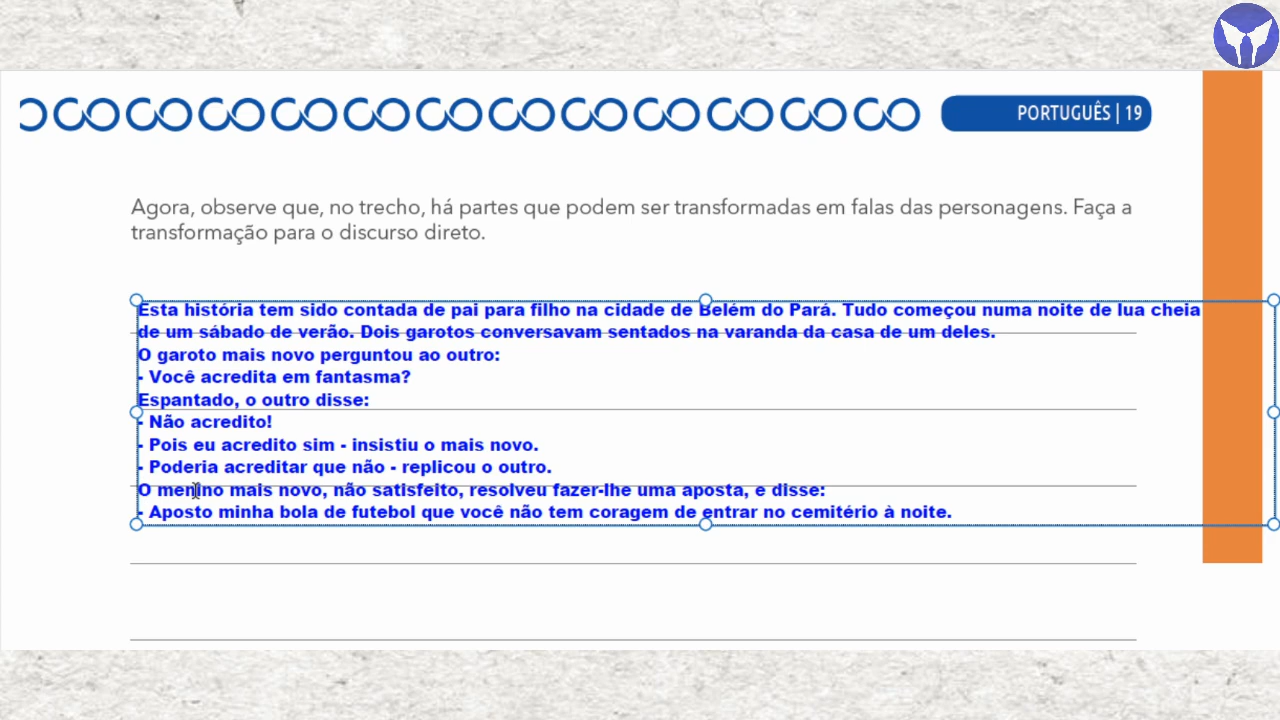 PORTUGUÊS | 19
Agora, observe que, no trecho, há partes que podem ser transformadas em falas das personagens. Faça a
transformação para o discurso direto.
Esta história tem sido contada de pai para filho na cidade de Belém do Pará. Tudo começou numa noite de lua cheia
de um sábado de verão. Dois garotos conversavam sentados na varanda da casa de um deles.
O garoto mais novo perguntou ao outro:
- Você acredita em fantasma?
Espantado, o outro disse:
- Não acredito!
- Pois eu acredito sim - insistiu o mais novo.
- Poderia acreditar que não - replicou o outro.
O menino mais novo, não satisfeito, resolveu fazer-lhe uma aposta, e disse:
- Aposto minha bola de futebol que você não tem coragem de entrar no cemitério à noite.